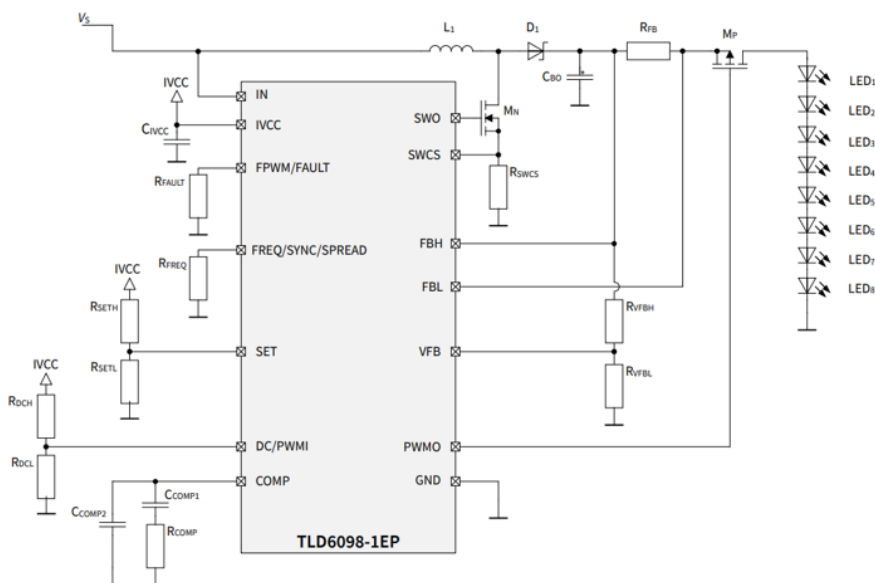 VS
L1
D1
RFB
MP
CBO
IVCC
CIVCC
IN
IVCC
SWO
MN
SWCS
RSWCS
FPWM/FAULT
RFAULT
FREQ/SYNC/SPREAD
RFREQ
FBH
FBL
IVCC
RSETH
RSETL
SET
VFB
RVFBH
RVFBL
IVCC
RDCH
RDCL
DC/PWMI
PWMO
COMP
GND
CCOMP1
CCOMP2
RCOMP
TLD6098-1EP
LED1
LED2
LED3
LED4
LED5
LED6
LED7
LED8